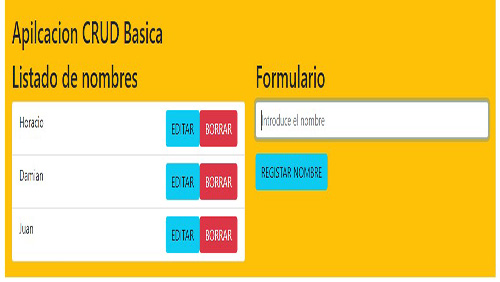 Apilcacion CRUD Basica
Listado de nombres
Horacio EDITAR BORRAR
Damian EDITAR BORRAR
Juan EDITAR BORRAR
Formulario
Introduce el nombre
REGISTAR NOMBRE